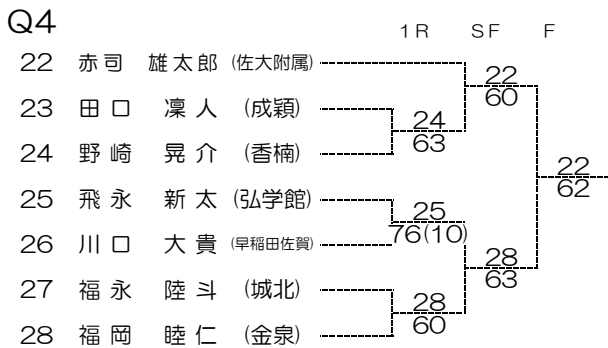 Q4
1R SF F
22 赤司 雄太郎 (佐大附属)
22
60
23 田口 凜人 (成穎)
24
63
24 野崎 晃介 (香楠)
22
62
25 飛永 新太 (弘学館)
25
76(10)
26 川口 大貴 (早稲田佐賀)
28
63
27 福永 陸斗 (城北)
28
60
28 福岡 睦仁 (金泉)